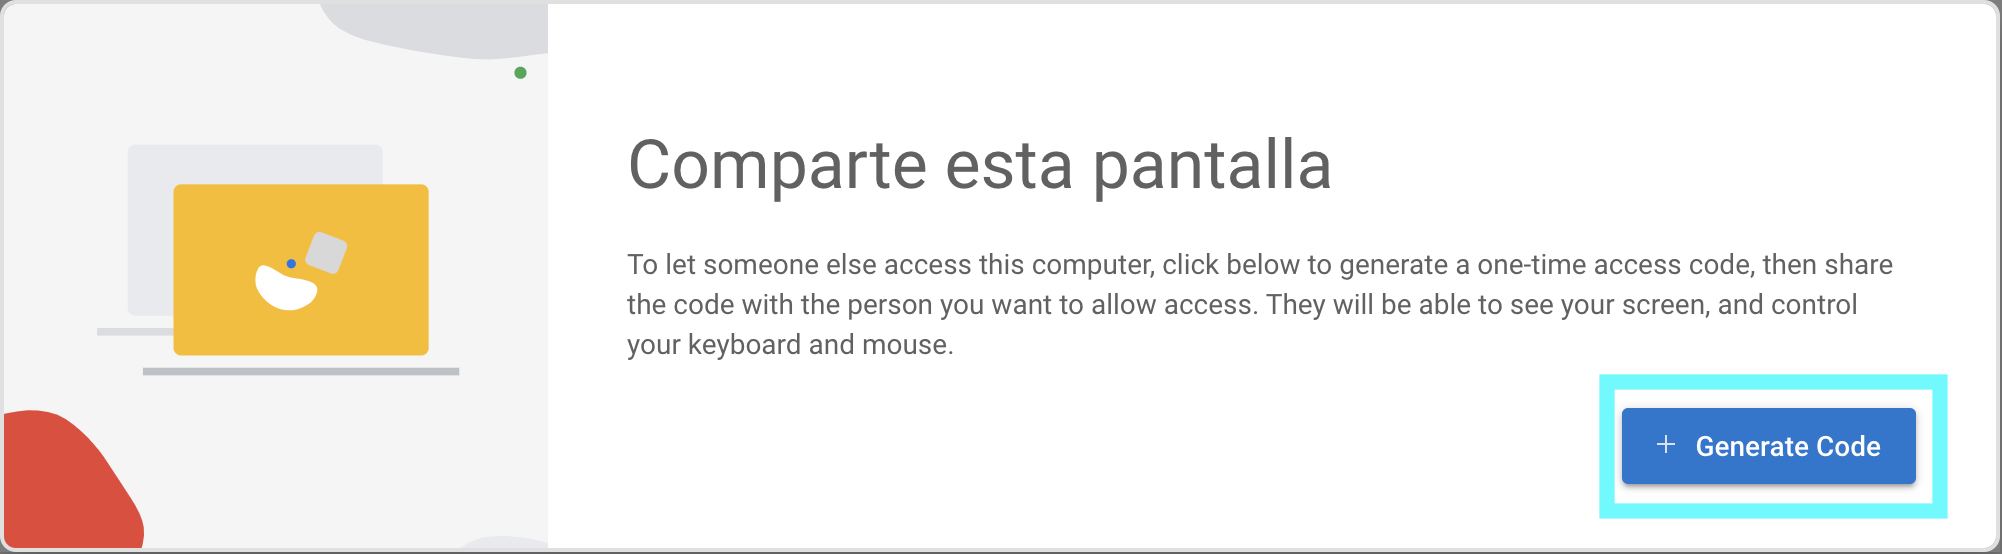 Comparte esta pantalla
To let someone else access this computer, click below to generate a one-time access code, then share
the code with the person you want to allow access. They will be able to see your screen, and control
your keyboard and mouse.
+ Generate Code